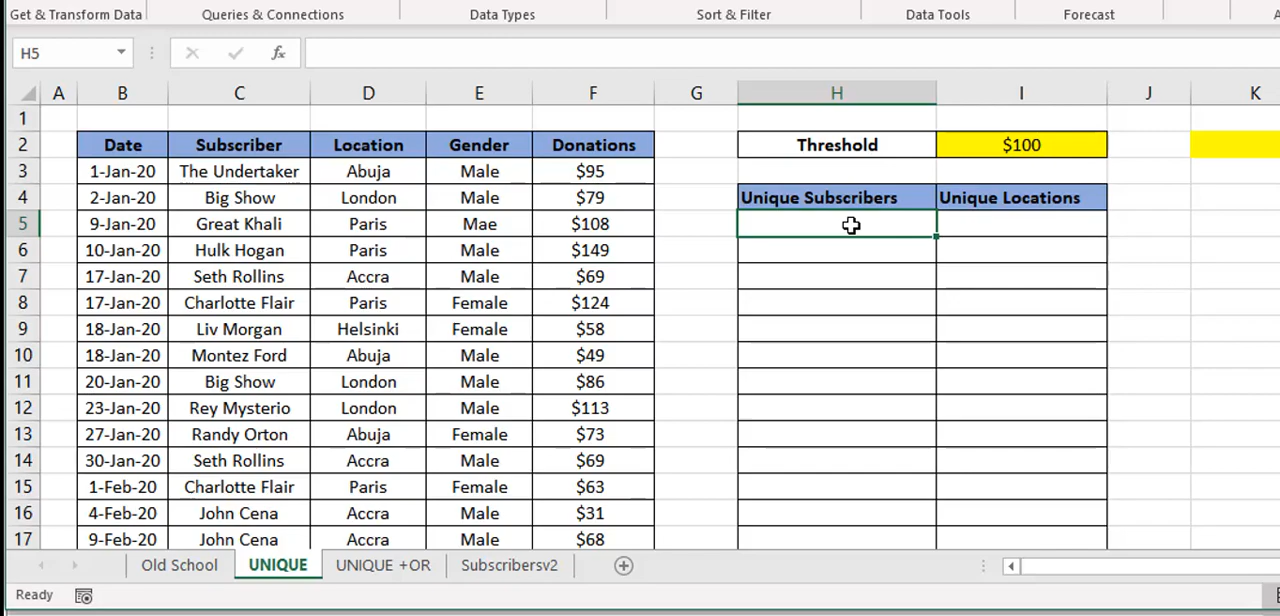 Get & Transform Data Queries & Connections Data Types Sort & Filter Data Tools Forecast
H5 fx
A B C D E F G H I J K
1
2 Date Subscriber Location Gender Donations Threshold $100
3 1-Jan-20 The Undertaker Abuja Male $95
4 2-Jan-20 Big Show London Male $79 Unique Subscribers Unique Locations
5 9-Jan-20 Great Khali Paris Mae $108
6 10-Jan-20 Hulk Hogan Paris Male $149
7 17-Jan-20 Seth Rollins Accra Male $69
8 17-Jan-20 Charlotte Flair Paris Female $124
9 18-Jan-20 Liv Morgan Helsinki Female $58
10 18-Jan-20 Montez Ford Abuja Male $49
11 20-Jan-20 Big Show London Male $86
12 23-Jan-20 Rey Mysterio London Male $113
13 27-Jan-20 Randy Orton Abuja Female $73
14 30-Jan-20 Seth Rollins Accra Male $69
15 1-Feb-20 Charlotte Flair Paris Female $63
16 4-Feb-20 John Cena Accra Male $31
17 9-Feb-20 John Cena Accra Male $68
Old School UNIQUE UNIQUE +OR Subscribersv2
Ready